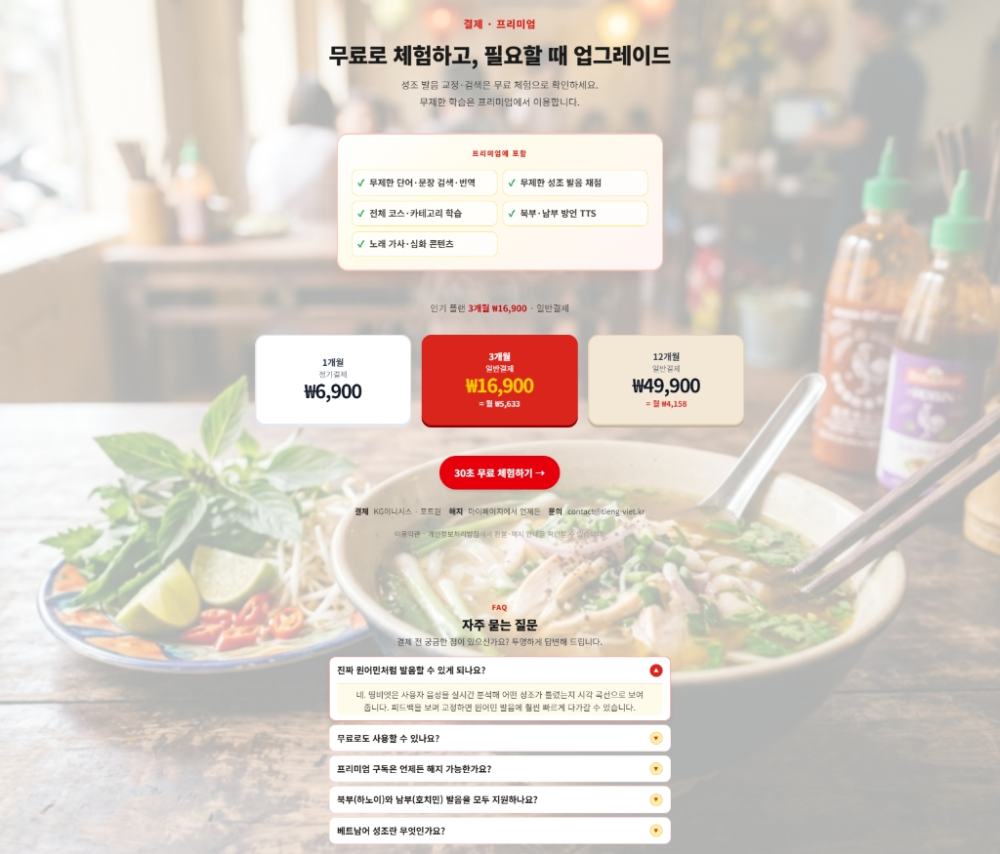 결제 · 프리미엄
무료로 체험하고, 필요할 때 업그레이드
성조 발음 교정·검색은 무료 체험으로 확인하세요.
무제한 학습은 프리미엄에서 이용합니다.
프리미엄에 포함
✓ 무제한 단어·문장 검색·번역
✓ 무제한 성조 발음 채점
✓ 전체 코스·카테고리 학습
✓ 북부·남부 방언 TTS
✓ 노래 가사·심화 콘텐츠
인기 플랜 3개월 ₩16,900 · 일반결제
1개월
정기결제
₩6,900
3개월
일반결제
₩16,900
= 월 ₩5,633
12개월
일반결제
₩49,900
= 월 ₩4,158
30초 무료 체험하기 →
결제 KG이니시스 · 포트원 해지 마이페이지에서 언제든 문의 contact@tieng-viet.kr
이용약관 · 개인정보처리방침에서 환불·해지 안내를 확인할 수 있습니다.
FAQ
자주 묻는 질문
결제 전 궁금한 점이 있으신가요? 투명하게 답변해 드립니다.
진짜 원어민처럼 발음할 수 있게 되나요?
네. 띵비엣은 사용자 음성을 실시간 분석해 어떤 성조가 틀렸는지 시각 곡선으로 보여
줍니다. 피드백을 보며 교정하면 원어민 발음에 훨씬 빠르게 다가갈 수 있습니다.
무료로도 사용할 수 있나요?
프리미엄 구독은 언제든 해지 가능한가요?
북부(하노이)와 남부(호치민) 발음을 모두 지원하나요?
베트남어 성조란 무엇인가요?